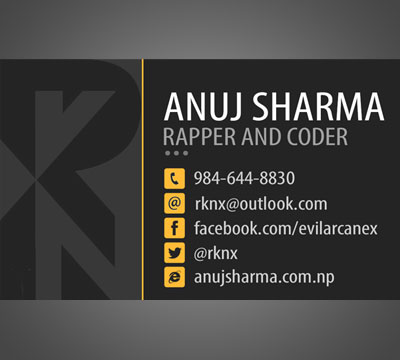 ANUJ SHARMA
RAPPER AND CODER
984-644-8830
rknx@outlook.com
facebook.com/evilarcanex
@rknx
anujsharma.com.np